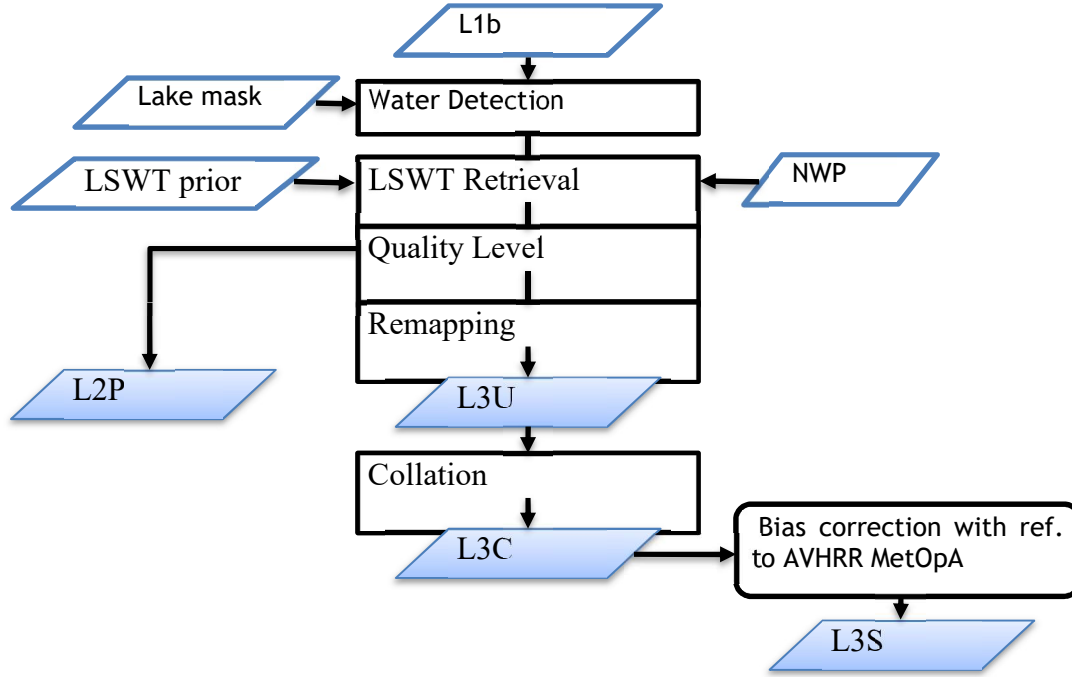 L1b
Lake mask
Water Detection
LSWT prior
LSWT Retrieval
NWP
Quality Level
Remapping
L2P
L3U
Collation
L3C
Bias correction with ref.
to AVHRR MetOpA
L3S